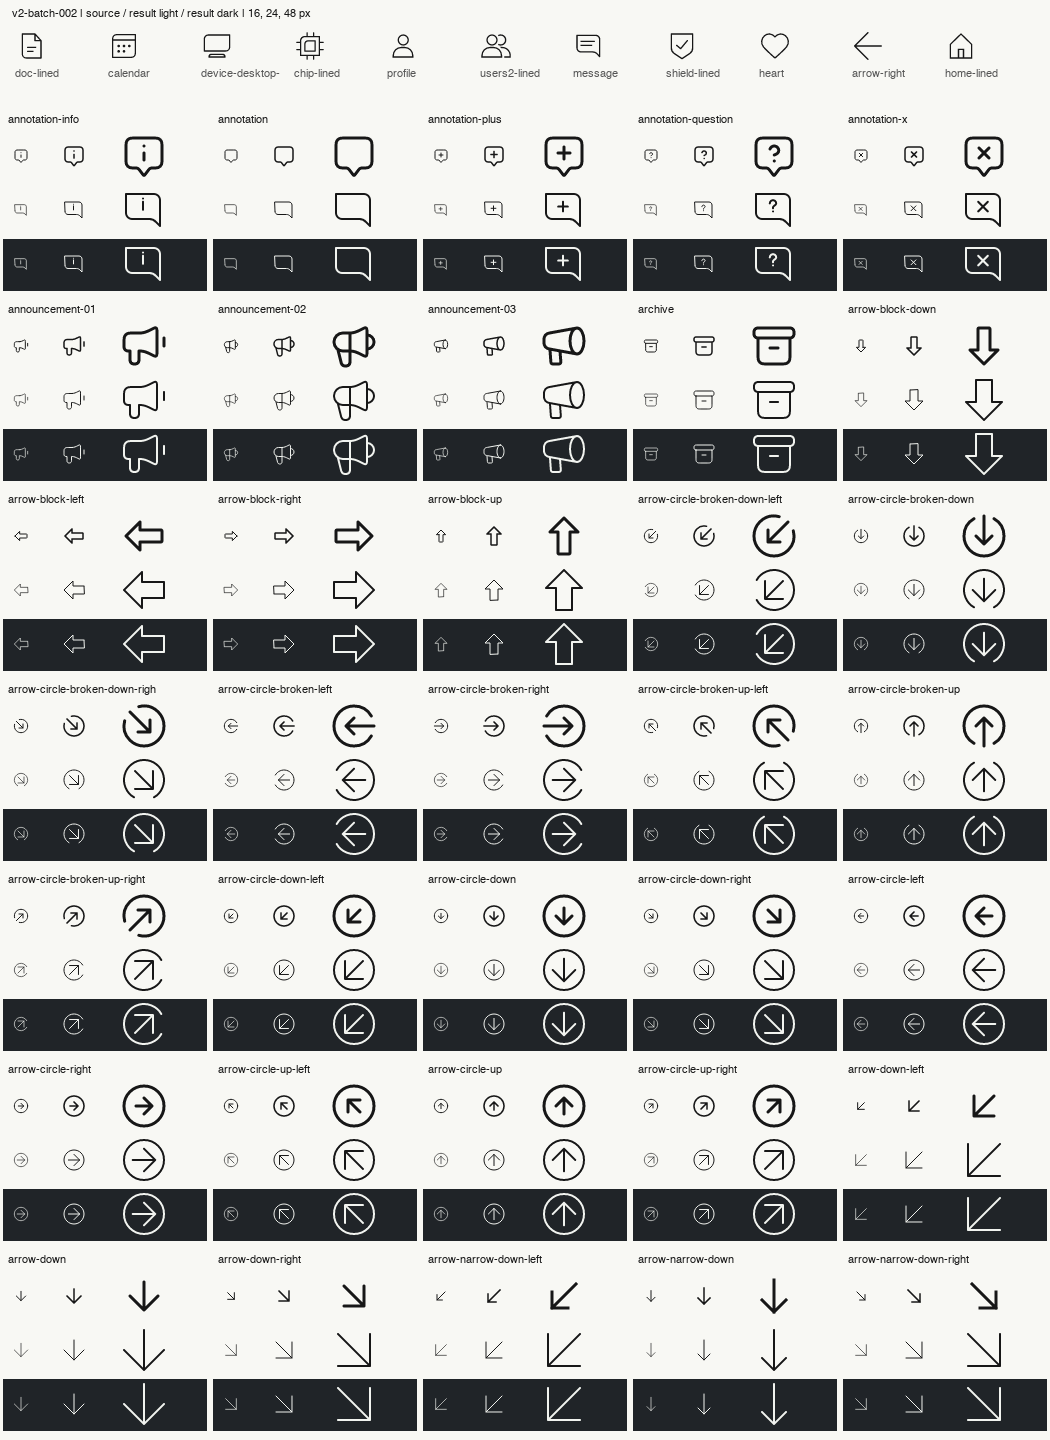 v2-batch-002 | source / result light / result dark | 16, 24, 48 px
doc-lined calendar device-desktop- chip-lined profile users2-lined message shield-lined heart arrow-right home-lined
annotation-info annotation annotation-plus annotation-question annotation-x
announcement-01 announcement-02 announcement-03 archive arrow-block-down
arrow-block-left arrow-block-right arrow-block-up arrow-circle-broken-down-left arrow-circle-broken-down
arrow-circle-broken-down-righ arrow-circle-broken-left arrow-circle-broken-right arrow-circle-broken-up-left arrow-circle-broken-up
arrow-circle-broken-up-right arrow-circle-down-left arrow-circle-down arrow-circle-down-right arrow-circle-left
arrow-circle-right arrow-circle-up-left arrow-circle-up arrow-circle-up-right arrow-down-left
arrow-down arrow-down-right arrow-narrow-down-left arrow-narrow-down arrow-narrow-down-right